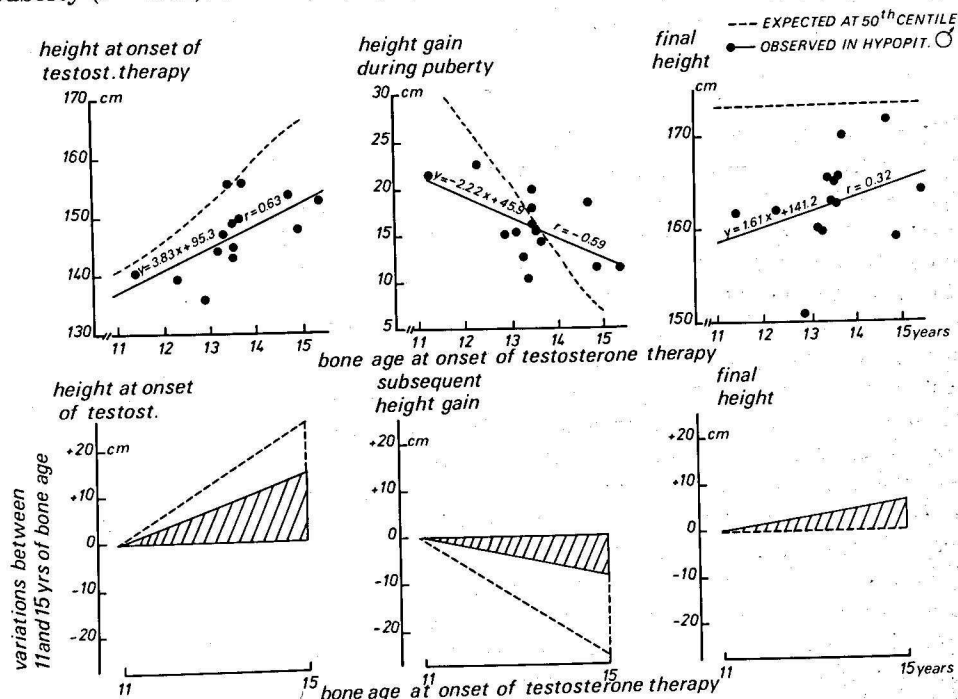 --- EXPECTED AT 50th CENTILE
●— OBSERVED IN HYPOPIT. ♂
height at onset of
testost. therapy
170 cm
160
150
140
130
y=3.83x+95.3
r=0.63
11 12 13 14 15
height gain
during puberty
30 cm
25
20
15
10
5
y=-2.22x+45.9
r=-0.59
11 12 13 14 15
final
height
cm
170
160
150
y=1.61x+141.2
r=0.32
11 12 13 14 15 years
bone age at onset of testosterone therapy
variations between
11 and 15 yrs of bone age
height at onset
of testost.
+20 cm
+10
0
-10
-20
11 15
subsequent
height gain
+20 cm
+10
0
-10
-20
11 15
final
height
+20 cm
+10
0
-10
-20
11 15 years
bone age at onset of testosterone therapy